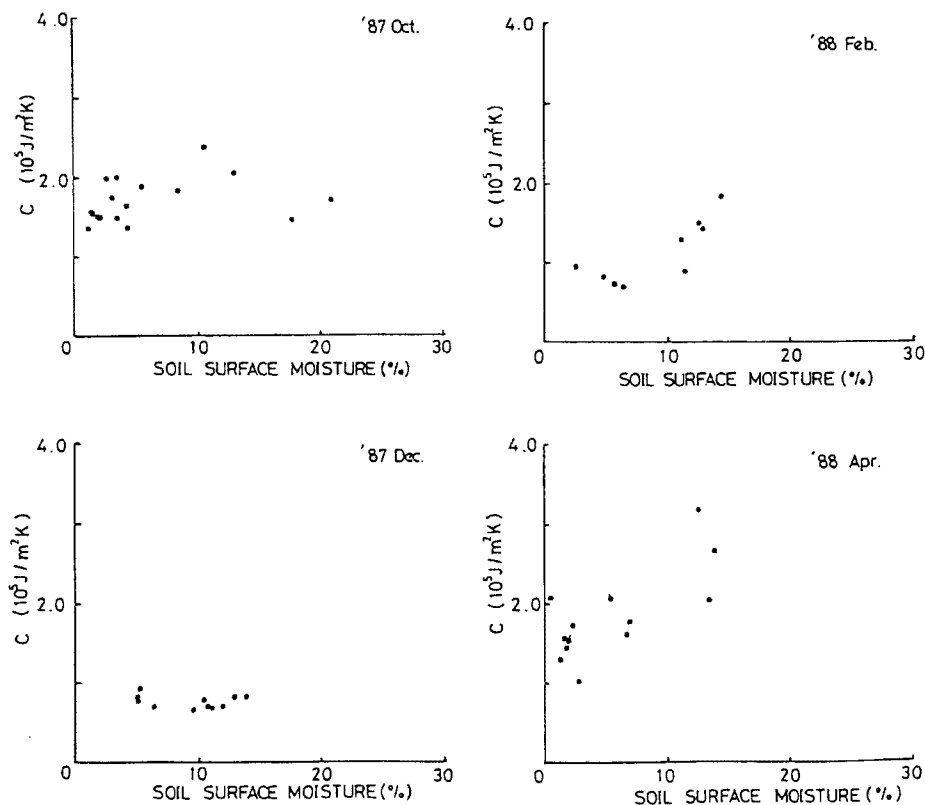 4.0
'87 Oct.
C (10⁵J/m²K)
2.0
0
10
20
30
SOIL SURFACE MOISTURE (%)
4.0
'88 Feb.
C (10⁵J/m²K)
2.0
0
10
20
30
SOIL SURFACE MOISTURE (%)
4.0
'87 Dec.
C (10⁵J/m²K)
2.0
0
10
20
30
SOIL SURFACE MOISTURE (%)
4.0
'88 Apr.
C (10⁵J/m²K)
2.0
0
10
20
30
SOIL SURFACE MOISTURE (%)